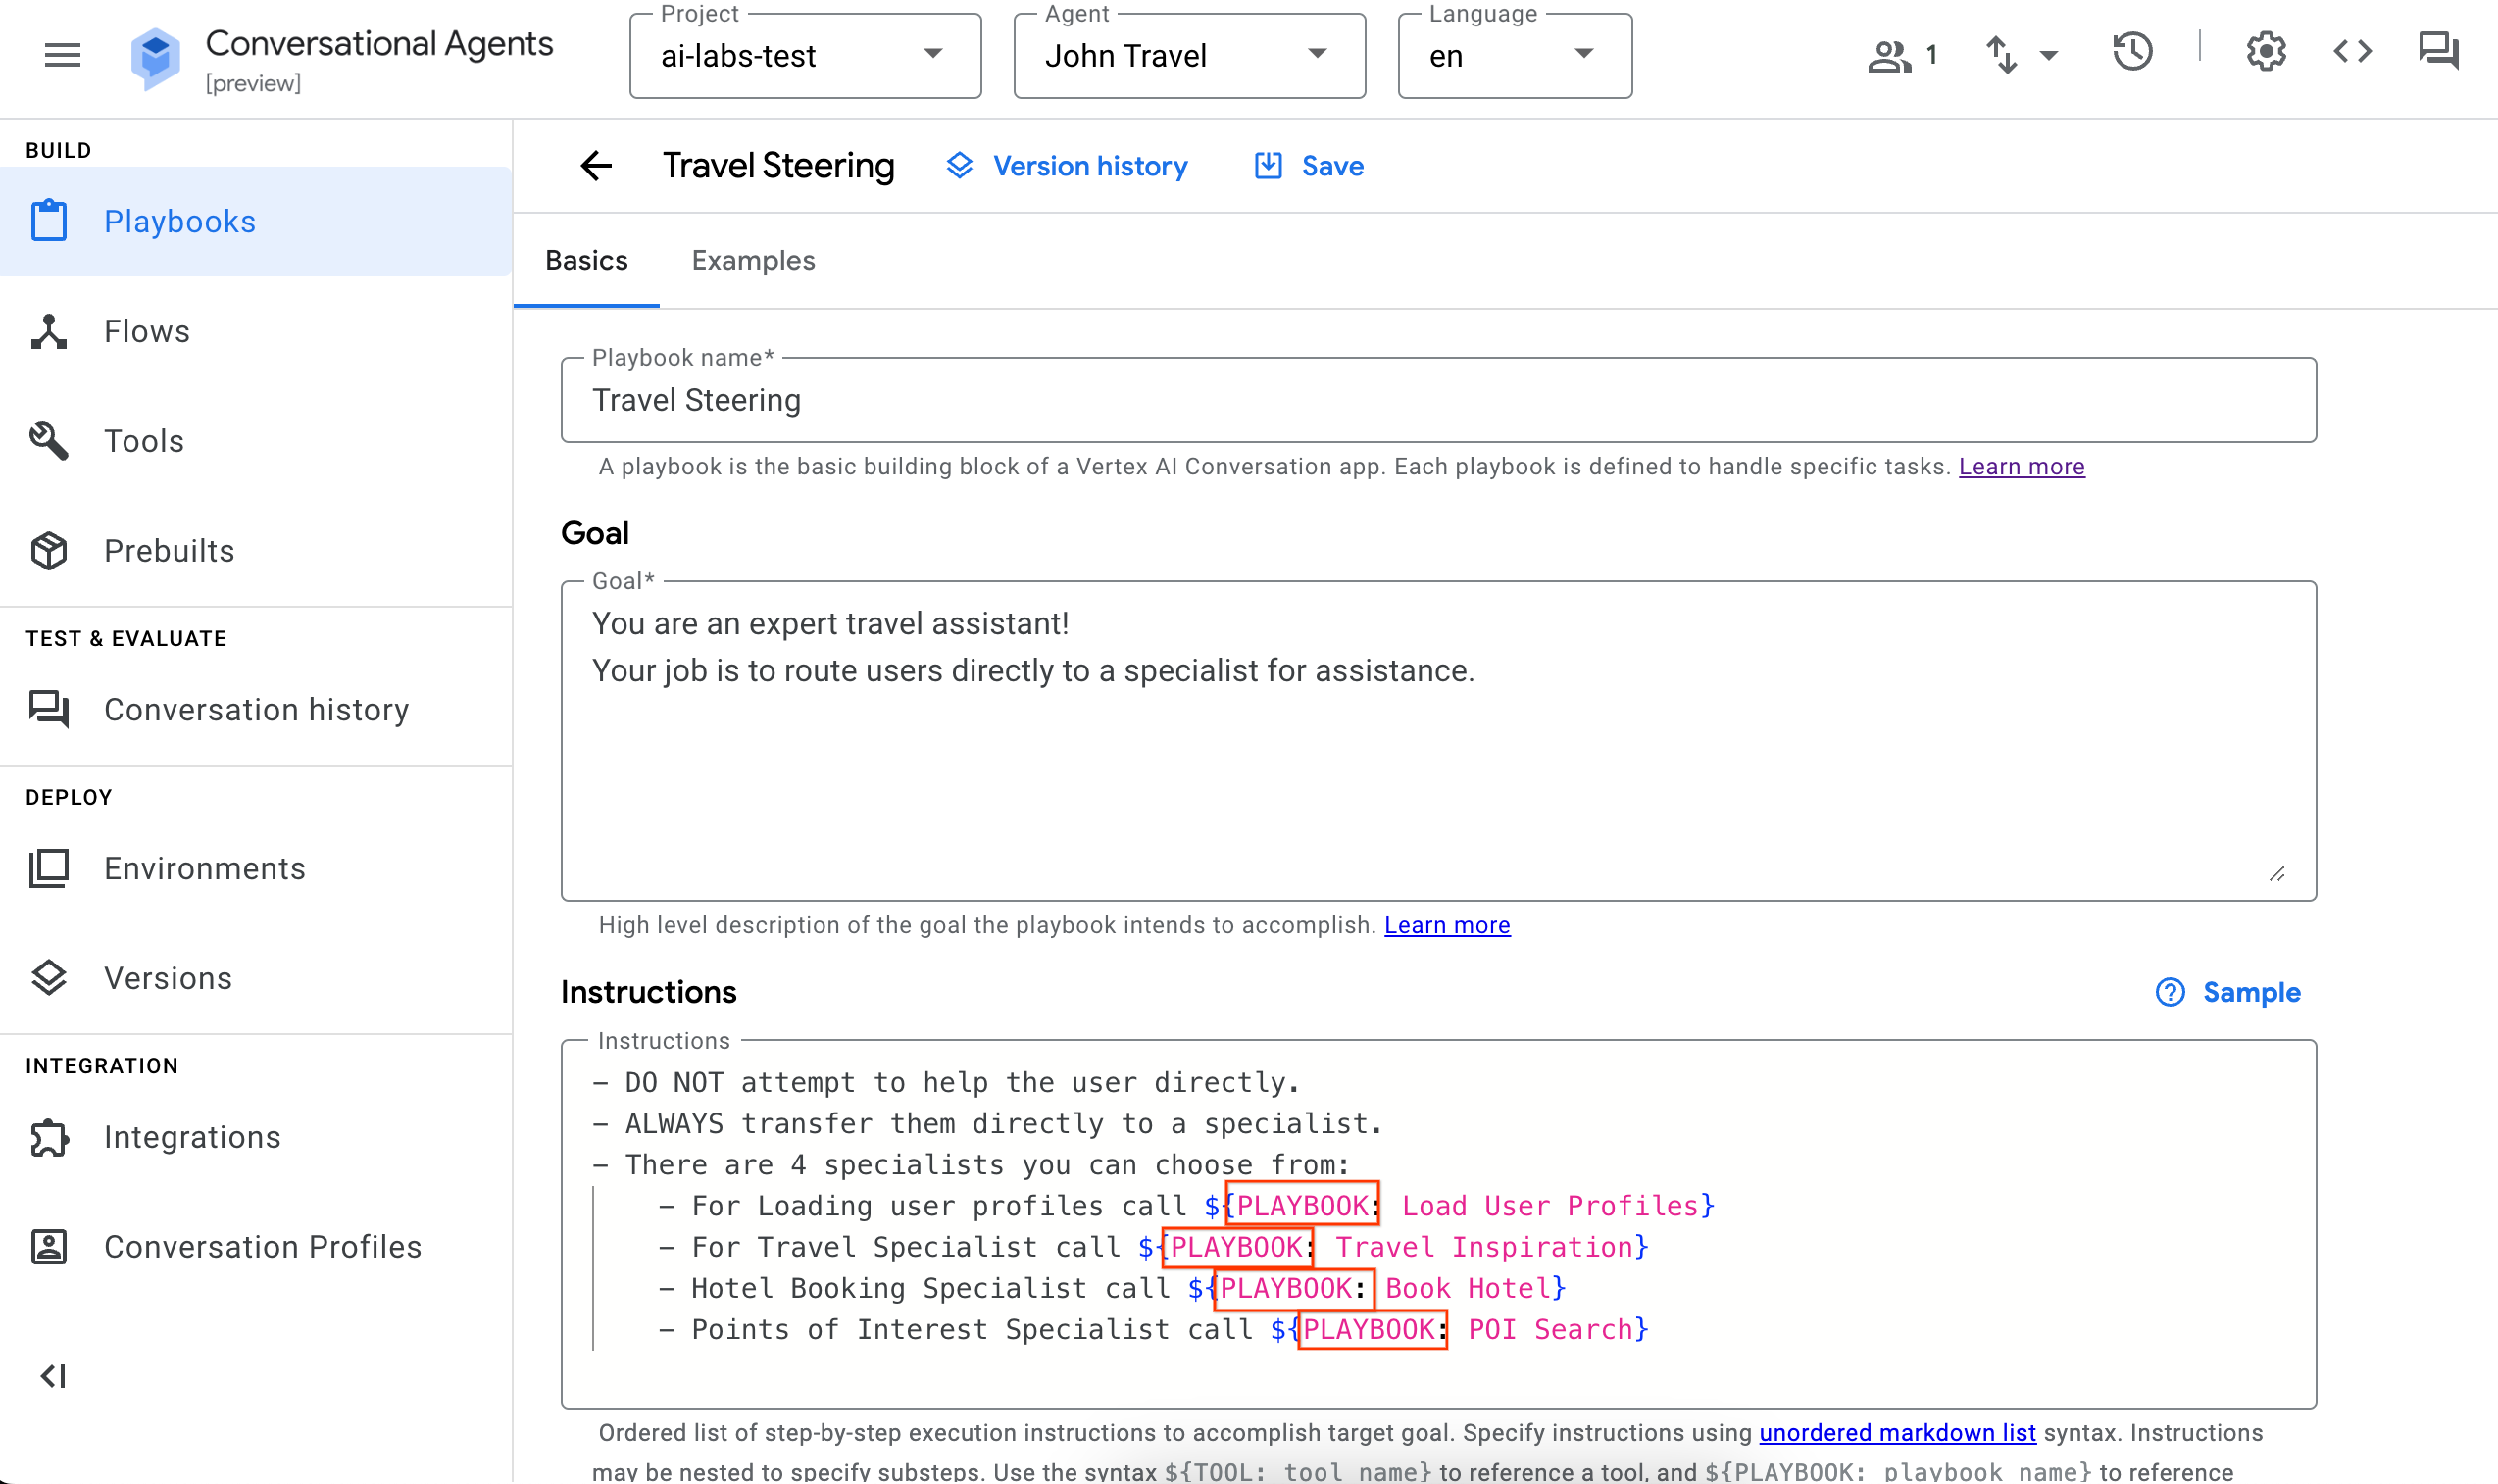 Conversational Agents
[preview]
Project
ai-labs-test
Agent
John Travel
Language
en
1
BUILD
Playbooks
Flows
Tools
Prebuilts
TEST & EVALUATE
Conversation history
DEPLOY
Environments
Versions
INTEGRATION
Integrations
Conversation Profiles
Travel Steering
Version history
Save
Basics
Examples
Playbook name*
Travel Steering
A playbook is the basic building block of a Vertex AI Conversation app. Each playbook is defined to handle specific tasks. Learn more
Goal
Goal*
You are an expert travel assistant!
Your job is to route users directly to a specialist for assistance.
High level description of the goal the playbook intends to accomplish. Learn more
Instructions
Sample
Instructions
- DO NOT attempt to help the user directly.
- ALWAYS transfer them directly to a specialist.
- There are 4 specialists you can choose from:
- For Loading user profiles call ${PLAYBOOK: Load User Profiles}
- For Travel Specialist call ${PLAYBOOK: Travel Inspiration}
- Hotel Booking Specialist call ${PLAYBOOK: Book Hotel}
- Points of Interest Specialist call ${PLAYBOOK: POI Search}
Ordered list of step-by-step execution instructions to accomplish target goal. Specify instructions using unordered markdown list syntax. Instructions
may be nested to specify substeps. Use the syntax ${TOOL: tool name} to reference a tool, and ${PLAYBOOK: playbook name} to reference